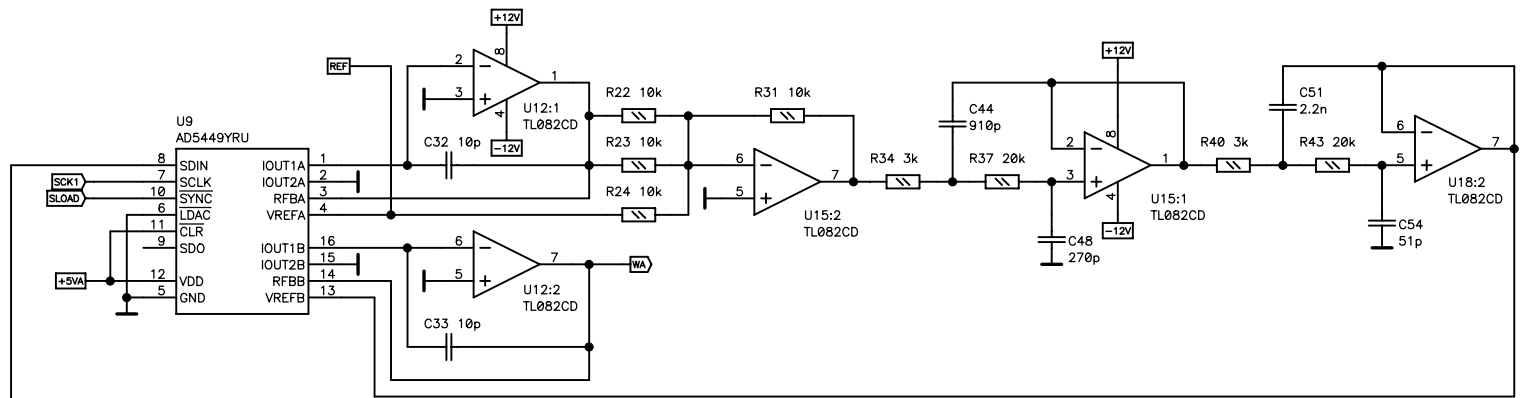 +12V
8
2
1
3
4
U12:1
TL082CD
-12V
REF
R22 10k
R31 10k
C44
910p
+12V
8
2
3
1
4
U15:1
TL082CD
-12V
C51
2.2n
6
5
7
U18:2
TL082CD
U9
AD5449YRU
8 SDIN IOUT1A 1
SCK1 7 SCLK IOUT2A 2
SLOAD 10 SYNC RFBA 3
6 LDAC VREFA 4
11 CLR
9 SDO IOUT1B 16
IOUT2B 15
+5VA 12 VDD RFBB 14
5 GND VREFB 13
C32 10p
R23 10k
R24 10k
6
5
7
U15:2
TL082CD
R34 3k
R37 20k
C48
270p
R40 3k
R43 20k
C54
51p
6
5
7
WA
U12:2
TL082CD
C33 10p